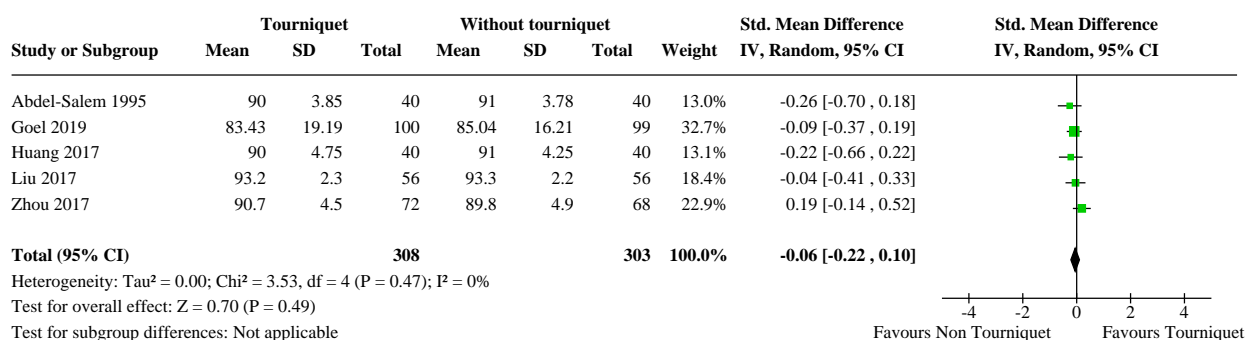 Tourniquet Without tourniquet Std. Mean Difference Std. Mean Difference
Study or Subgroup Mean SD Total Mean SD Total Weight IV, Random, 95% CI IV, Random, 95% CI
Abdel-Salem 1995 90 3.85 40 91 3.78 40 13.0% -0.26 [-0.70 , 0.18]
Goel 2019 83.43 19.19 100 85.04 16.21 99 32.7% -0.09 [-0.37 , 0.19]
Huang 2017 90 4.75 40 91 4.25 40 13.1% -0.22 [-0.66 , 0.22]
Liu 2017 93.2 2.3 56 93.3 2.2 56 18.4% -0.04 [-0.41 , 0.33]
Zhou 2017 90.7 4.5 72 89.8 4.9 68 22.9% 0.19 [-0.14 , 0.52]
Total (95% CI) 308 303 100.0% -0.06 [-0.22 , 0.10]
Heterogeneity: Tau² = 0.00; Chi² = 3.53, df = 4 (P = 0.47); I² = 0%
Test for overall effect: Z = 0.70 (P = 0.49)
-4 -2 0 2 4
Test for subgroup differences: Not applicable
Favours Non Tourniquet Favours Tourniquet